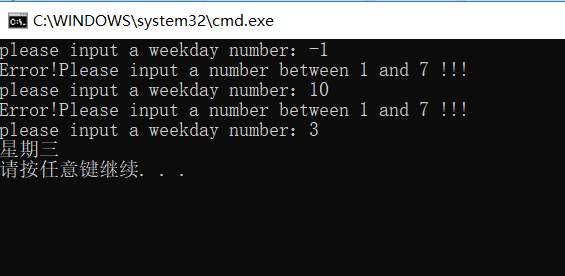 C:\WINDOWS\system32\cmd.exe
please input a weekday number: -1
Error!Please input a number between 1 and 7 !!!
please input a weekday number: 10
Error!Please input a number between 1 and 7 !!!
please input a weekday number: 3
星期三
请按任意键继续. . .